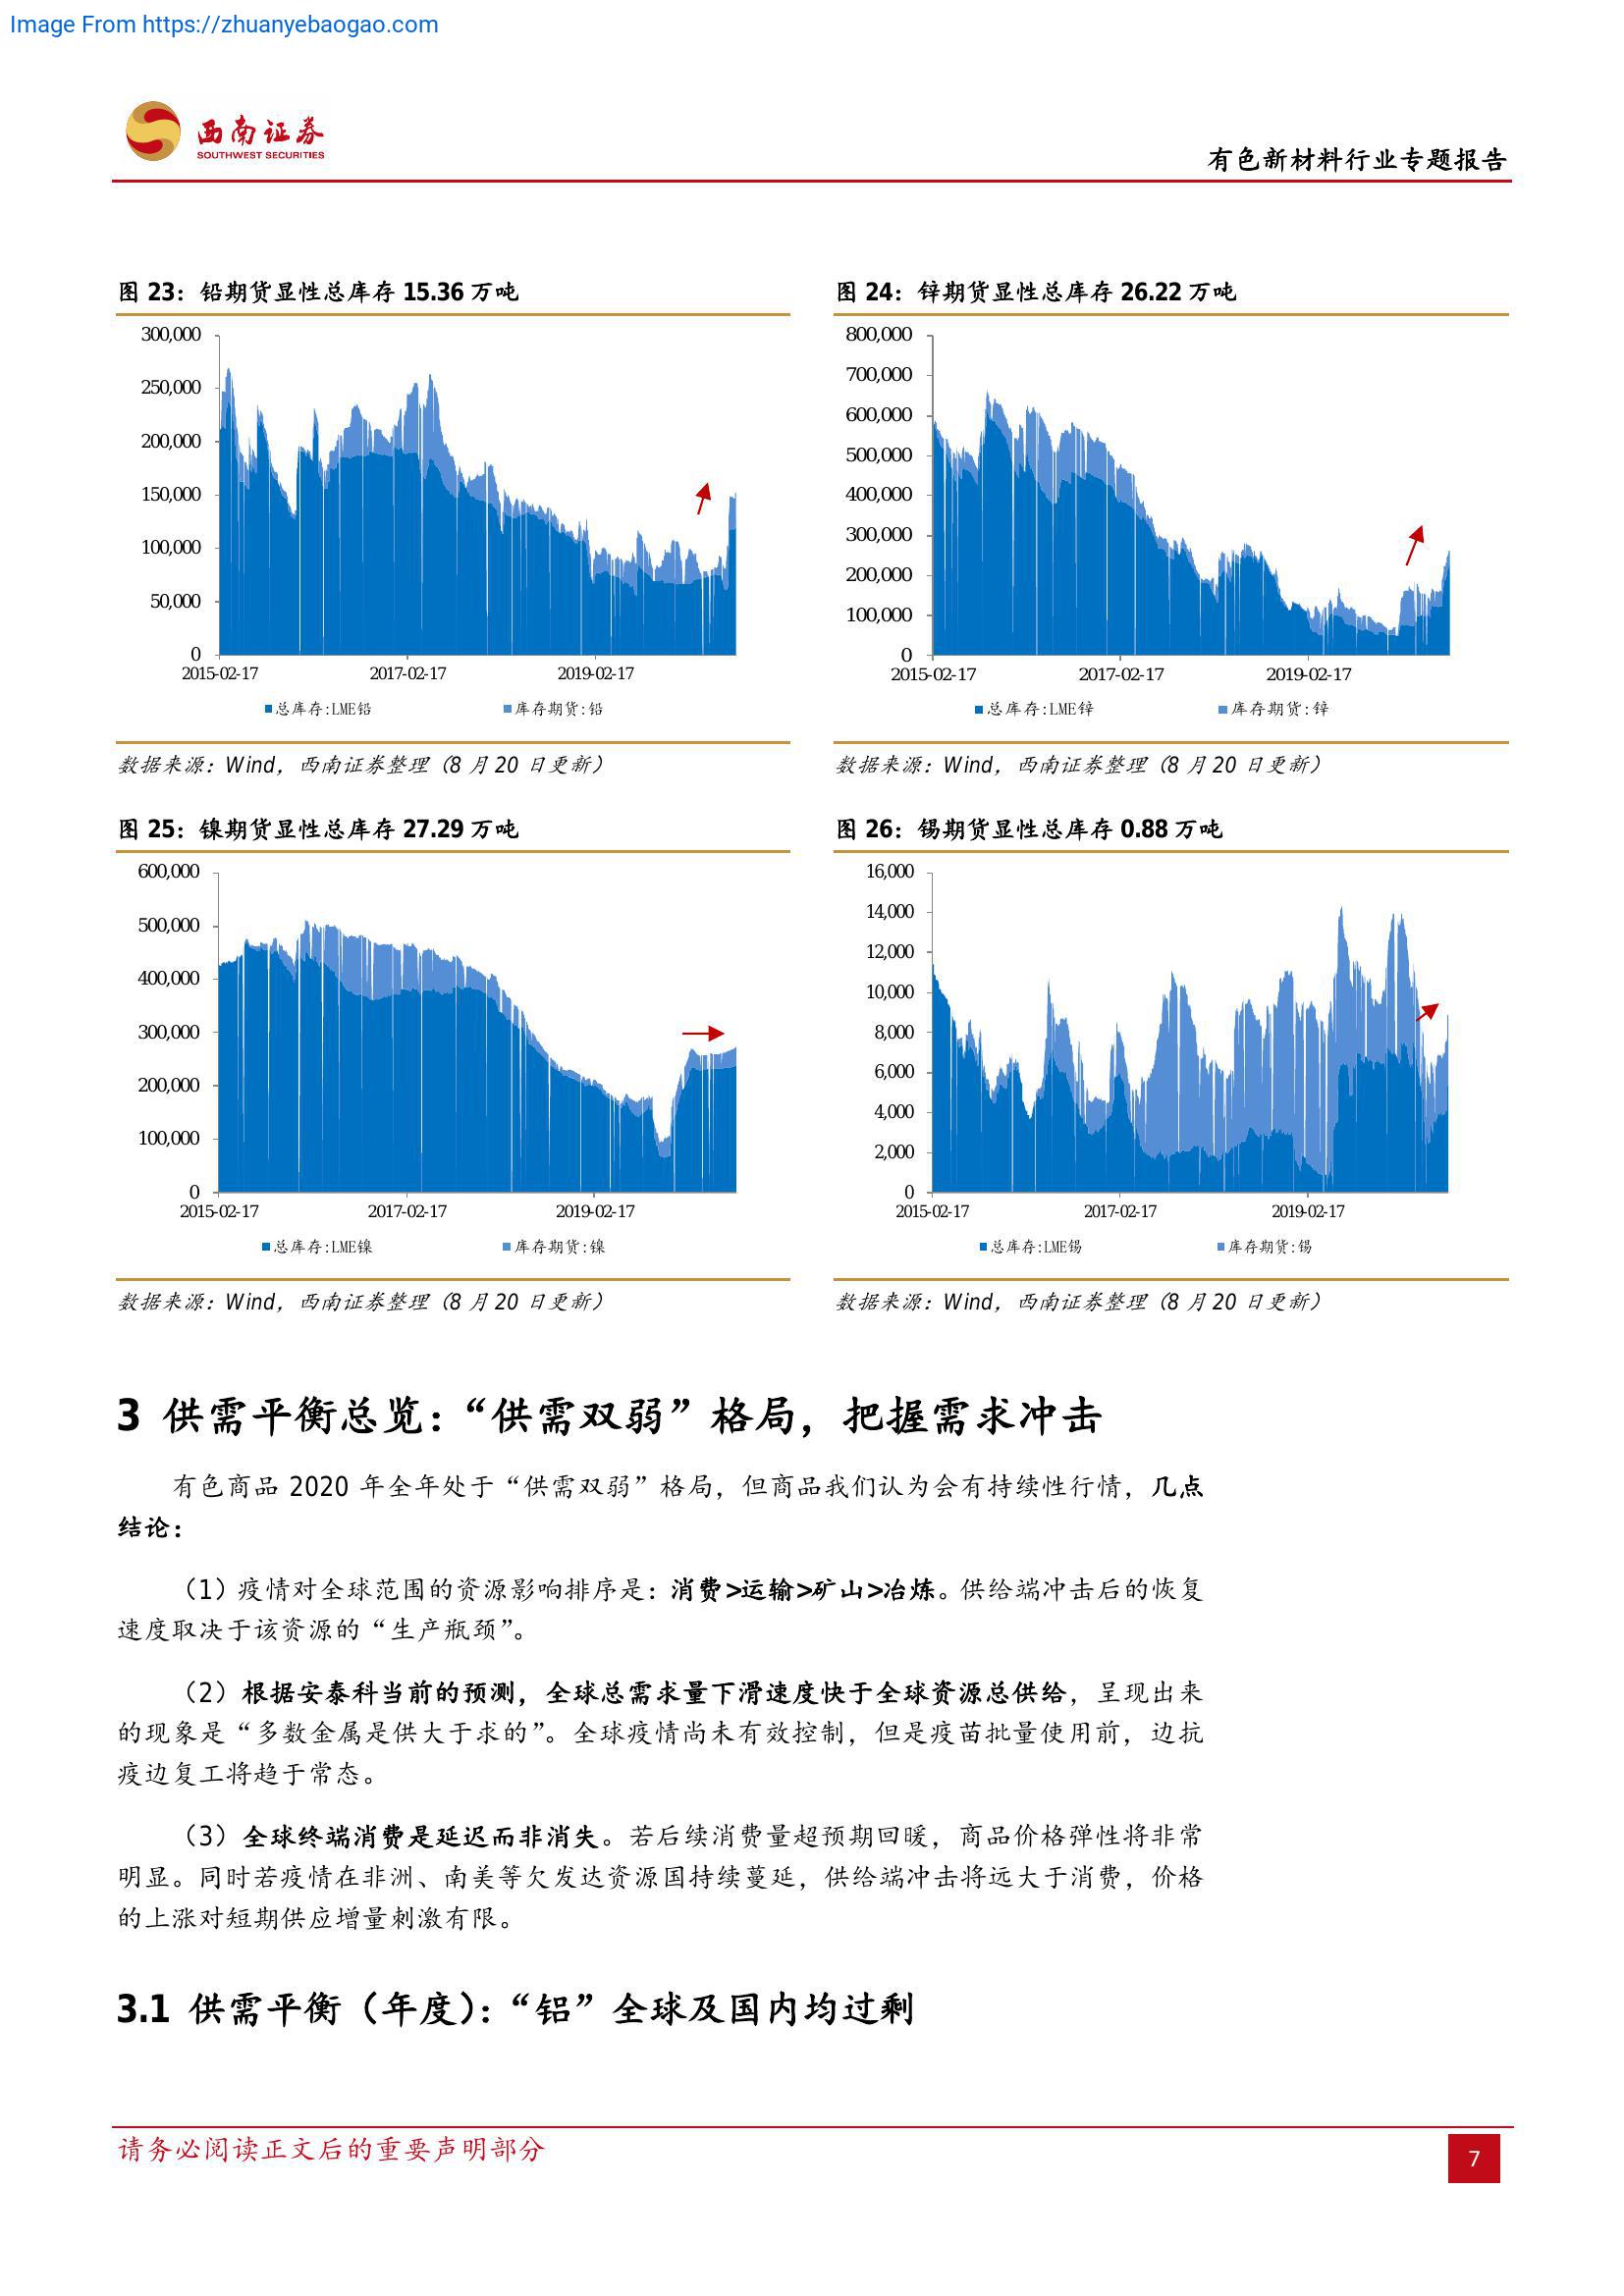 Image From https://zhuanyebaogao.com
西南证券
SOUTHWEST SECURITIES
有色新材料行业专题报告
图 23：铅期货显性总库存 15.36 万吨
300,000
250,000
200,000
150,000
100,000
50,000
0
2015-02-17 2017-02-17 2019-02-17
总库存:LME铅 库存期货:铅
数据来源：Wind，西南证券整理（8 月 20 日更新）
图 24：锌期货显性总库存 26.22 万吨
800,000
700,000
600,000
500,000
400,000
300,000
200,000
100,000
0
2015-02-17 2017-02-17 2019-02-17
总库存:LME锌 库存期货:锌
数据来源：Wind，西南证券整理（8 月 20 日更新）
图 25：镍期货显性总库存 27.29 万吨
600,000
500,000
400,000
300,000
200,000
100,000
0
2015-02-17 2017-02-17 2019-02-17
总库存:LME镍 库存期货:镍
数据来源：Wind，西南证券整理（8 月 20 日更新）
图 26：锡期货显性总库存 0.88 万吨
16,000
14,000
12,000
10,000
8,000
6,000
4,000
2,000
0
2015-02-17 2017-02-17 2019-02-17
总库存:LME锡 库存期货:锡
数据来源：Wind，西南证券整理（8 月 20 日更新）
3 供需平衡总览：“供需双弱”格局，把握需求冲击
有色商品 2020 年全年处于“供需双弱”格局，但商品我们认为会有持续性行情，几点
结论：
（1）疫情对全球范围的资源影响排序是：消费>运输>矿山>冶炼。供给端冲击后的恢复
速度取决于该资源的“生产瓶颈”。
（2）根据安泰科当前的预测，全球总需求量下滑速度快于全球资源总供给，呈现出来
的现象是“多数金属是供大于求的”。全球疫情尚未有效控制，但是疫苗批量使用前，边抗
疫边复工将趋于常态。
（3）全球终端消费是延迟而非消失。若后续消费量超预期回暖，商品价格弹性将非常
明显。同时若疫情在非洲、南美等欠发达资源国持续蔓延，供给端冲击将远大于消费，价格
的上涨对短期供应增量刺激有限。
3.1 供需平衡（年度）：“铝”全球及国内均过剩
请务必阅读正文后的重要声明部分
7